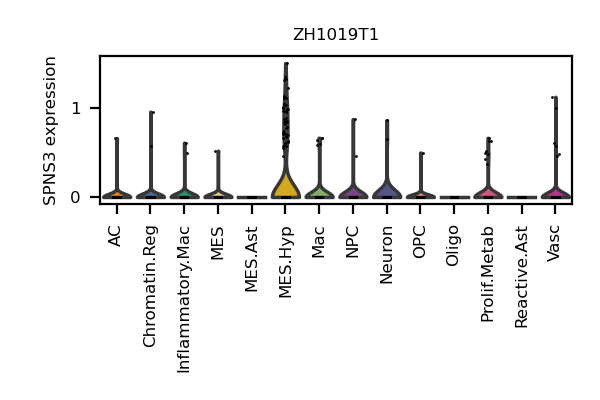 ZH1019T1
SPNS3 expression
1
0
AC
Chromatin.Reg
Inflammatory.Mac
MES
MES.Ast
MES.Hyp
Mac
NPC
Neuron
OPC
Oligo
Prolif.Metab
Reactive.Ast
Vasc